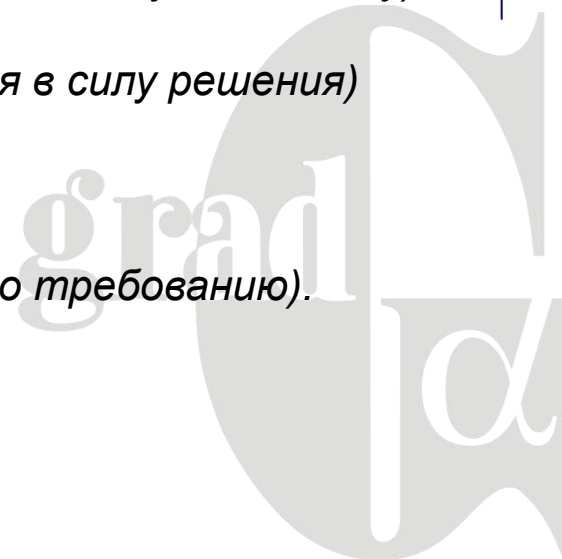 я в силу решения)
grad
о требованию).
α